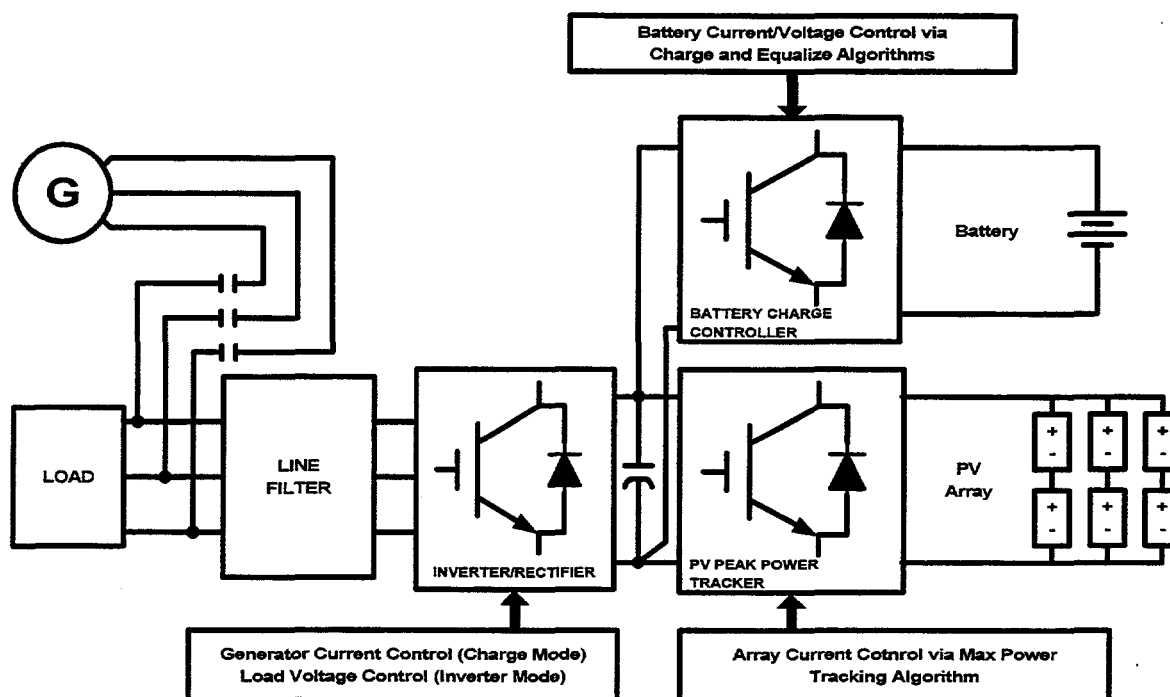 Battery Current/Voltage Control via
Charge and Equalize Algorithms
G
Battery
BATTERY CHARGE
CONTROLLER
LOAD
LINE
FILTER
INVERTER/RECTIFIER
PV PEAK POWER
TRACKER
PV
Array
+ + +
- - -
+ + +
- - -
Generator Current Control (Charge Mode)
Load Voltage Control (Inverter Mode)
Array Current Cotnrol via Max Power
Tracking Algorithm